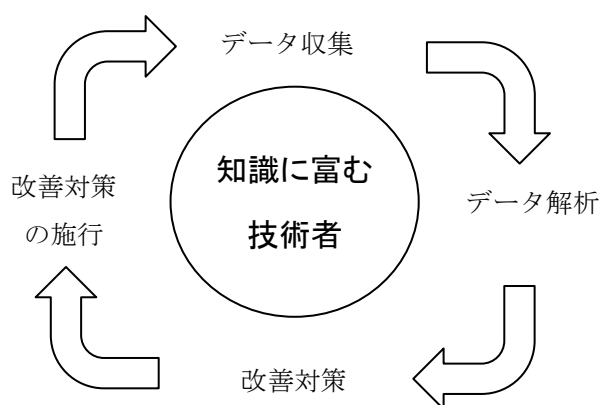 データ収集
知識に富む
技術者
データ解析
改善対策
改善対策
の施行